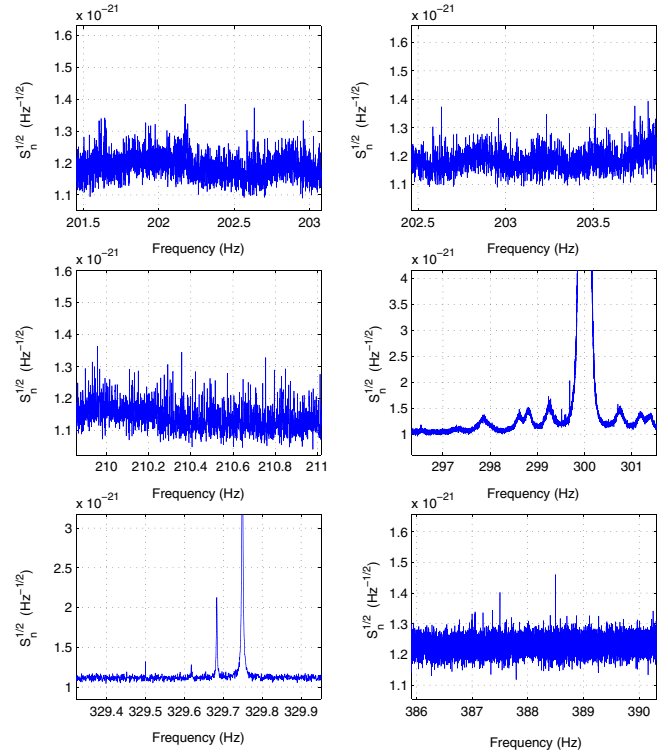 x 10⁻²¹
1.6
1.5
1.4
1.3
1.2
1.1
Sₙ^1/2 (Hz^-1/2)
201.5 202 202.5 203
Frequency (Hz)
x 10⁻²¹
1.6
1.5
1.4
1.3
1.2
1.1
Sₙ^1/2 (Hz^-1/2)
202.5 203 203.5
Frequency (Hz)
x 10⁻²¹
1.6
1.5
1.4
1.3
1.2
1.1
Sₙ^1/2 (Hz^-1/2)
210 210.2 210.4 210.6 210.8 211
Frequency (Hz)
x 10⁻²¹
4
3.5
3
2.5
2
1.5
1
Sₙ^1/2 (Hz^-1/2)
297 298 299 300 301
Frequency (Hz)
x 10⁻²¹
3
2.5
2
1.5
1
Sₙ^1/2 (Hz^-1/2)
329.4 329.5 329.6 329.7 329.8 329.9
Frequency (Hz)
x 10⁻²¹
1.6
1.5
1.4
1.3
1.2
1.1
Sₙ^1/2 (Hz^-1/2)
386 387 388 389 390
Frequency (Hz)